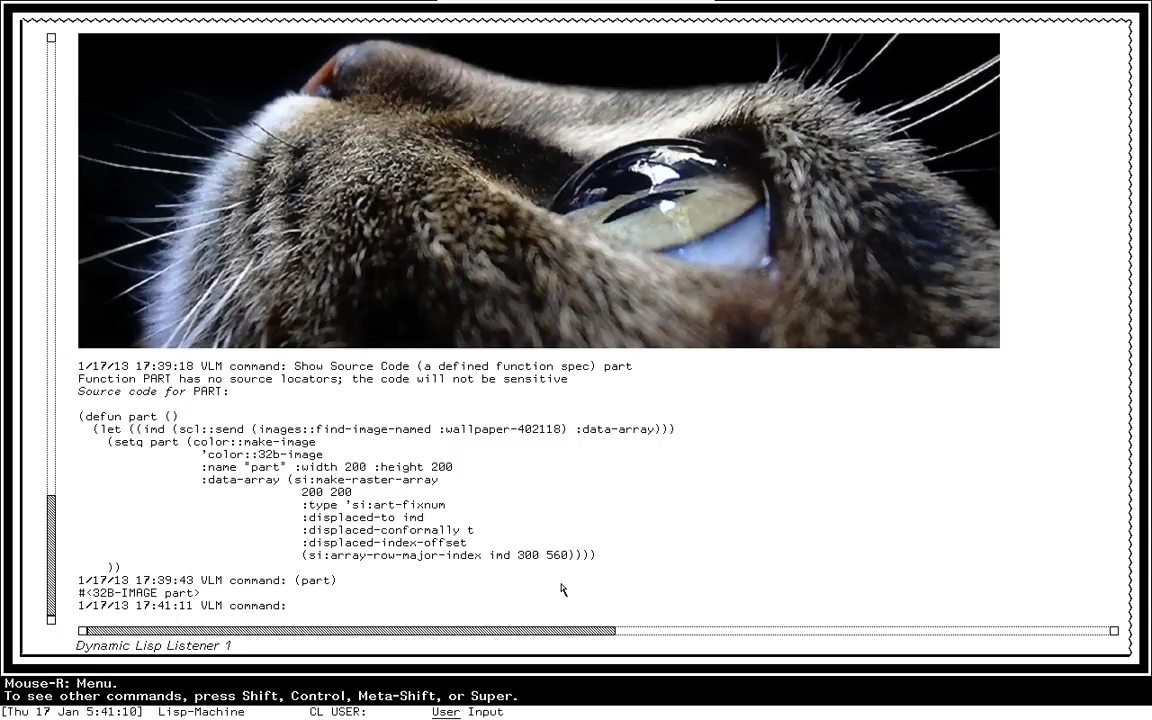 1/17/13 17:39:18 VLM command: Show Source Code (a defined function spec) part
Function PART has no source locators; the code will not be sensitive
Source code for PART:
(defun part ()
(let ((imd (scl::send (images::find-image-named :wallpaper-402118) :data-array)))
(setq part (color::make-image
'color::32b-image
:name "part" :width 200 :height 200
:data-array (si:make-raster-array
200 200
:type 'si:art-fixnum
:displaced-to imd
:displaced-conformally t
:displaced-index-offset
(si:array-row-major-index imd 300 560))))
))
1/17/13 17:39:43 VLM command: (part)
#<32B-IMAGE part>
1/17/13 17:41:11 VLM command:
Dynamic Lisp Listener 1
Mouse-R: Menu.
To see other commands, press Shift, Control, Meta-Shift, or Super.
[Thu 17 Jan 5:41:10] Lisp-Machine CL USER: User Input